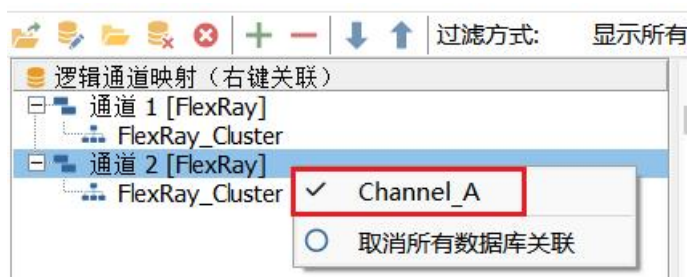 过滤方式: 显示所有
逻辑通道映射（右键关联）
通道 1 [FlexRay]
FlexRay_Cluster
通道 2 [FlexRay]
FlexRay_Cluster
Channel_A
取消所有数据库关联